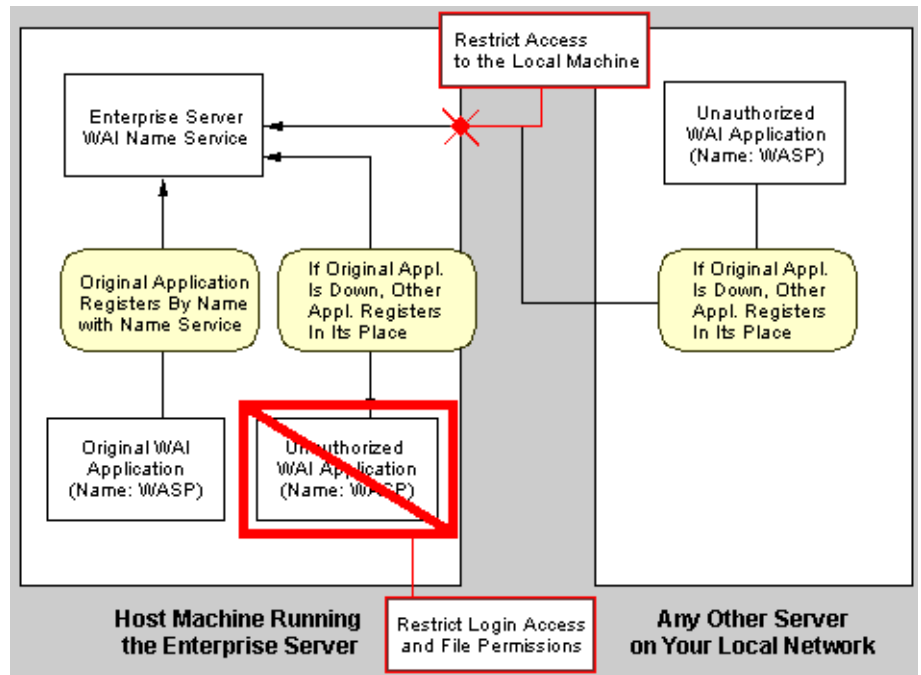 Restrict Access
to the Local Machine
Enterprise Server
WAI Name Service
Unauthorized
WAI Application
(Name: WASP)
Original Application
Registers By Name
with Name Service
If Original Appl.
Is Down, Other
Appl. Registers
In Its Place
If Original Appl.
Is Down, Other
Appl. Registers
In Its Place
Original WAI
Application
(Name: WASP)
Unauthorized
WAI Application
(Name: WASP)
Host Machine Running
the Enterprise Server
Restrict Login Access
and File Permissions
Any Other Server
on Your Local Network